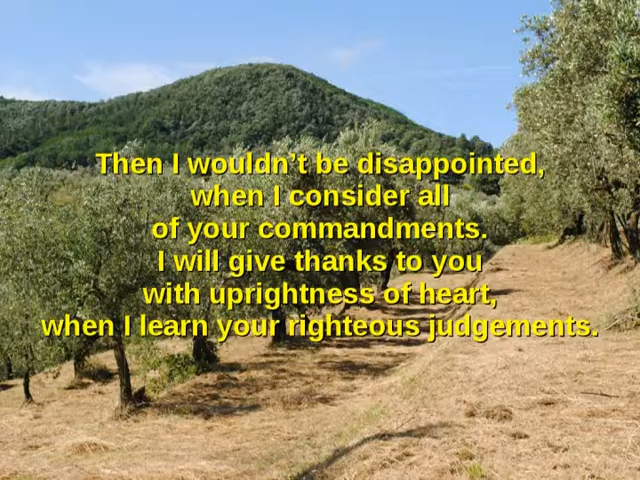 Then I wouldn’t be disappointed,
when I consider all
of your commandments.
I will give thanks to you
with uprightness of heart,
when I learn your righteous judgements.